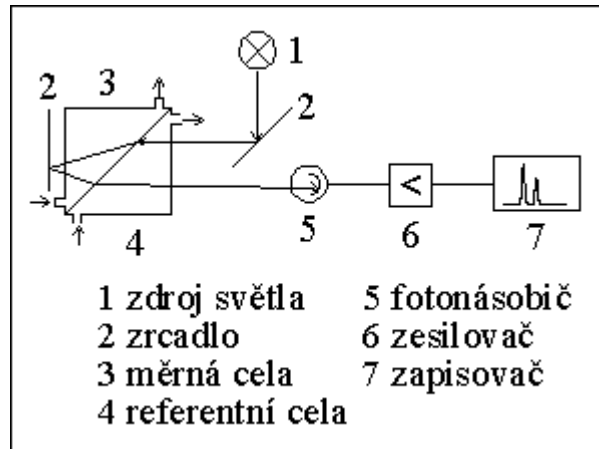 1
3
2
2
<
4
5
6
7
1 zdroj světla
2 zrcadlo
3 měrná cela
4 referentní cela
5 fotonásobič
6 zesilovač
7 zapisovač